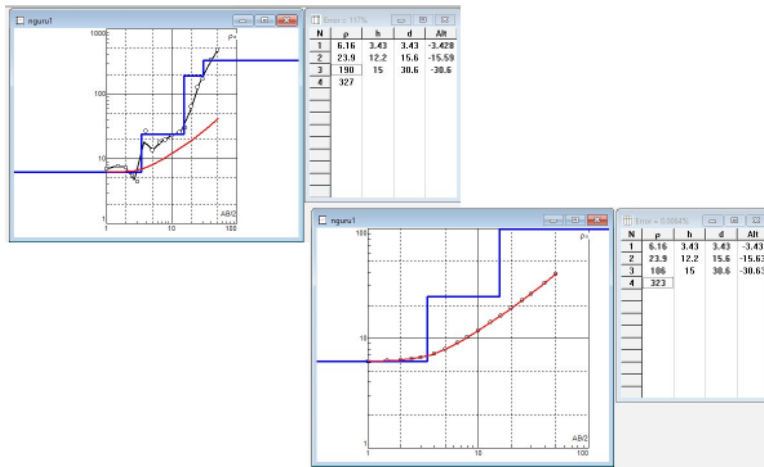 nguru1
Error = 117%
1000
ρa
100
10
1
1 10 100
AB/2
N ρ h d Alt
1 6.16 3.43 3.43 -3.428
2 23.9 12.2 15.6 -15.59
3 190 15 30.6 -30.6
4 327
nguru1
Error = 0.0064%
100
ρa
10
1
1 10 100
AB/2
N ρ h d Alt
1 6.16 3.43 3.43 -3.43
2 23.9 12.2 15.6 -15.63
3 186 15 30.6 -30.63
4 323